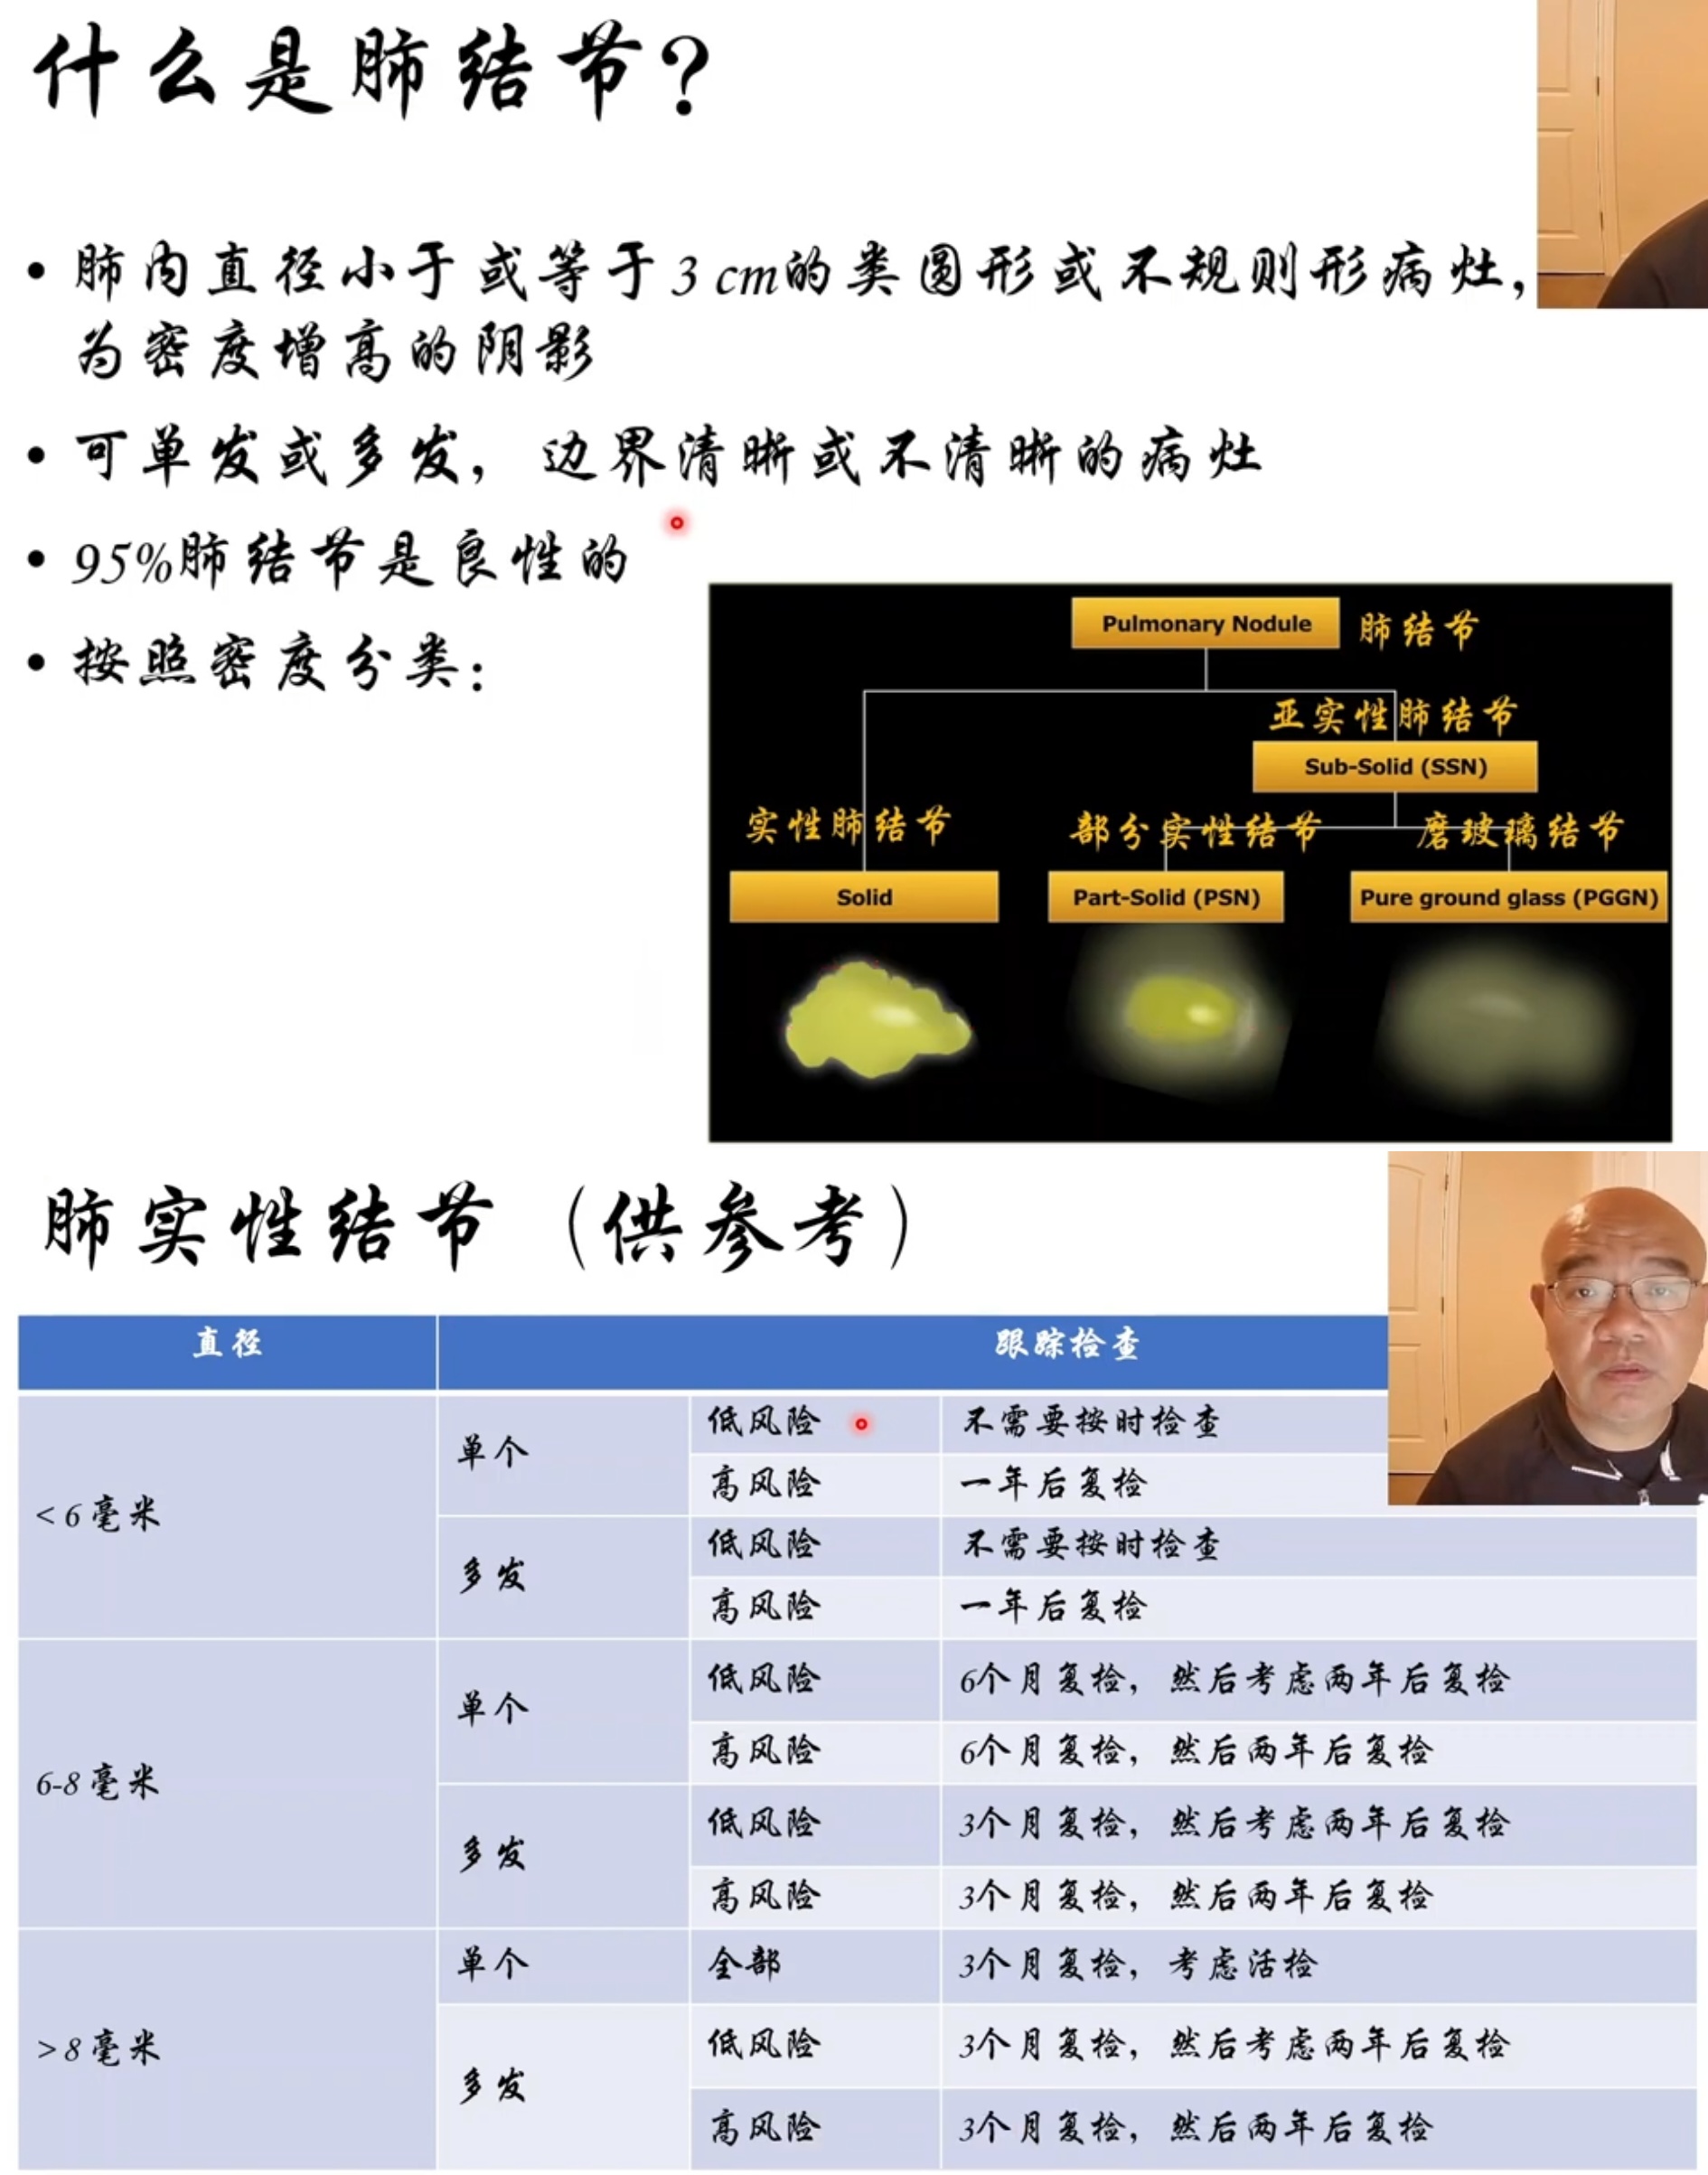 什么是肺结节?
• 肺内直径小于或等于3 cm的类圆形或不规则形病灶,
为密度增高的阴影
• 可单发或多发，边界清晰或不清晰的病灶
• 95%肺结节是良性的
• 按照密度分类：
Pulmonary Nodule 肺结节
亚实性肺结节
Sub-Solid (SSN)
实性肺结节 部分实性结节 磨玻璃结节
Solid Part-Solid (PSN) Pure ground glass (PGGN)
肺实性结节（供参考）
直径 跟踪检查
<6毫米 单个 低风险 不需要按时检查
高风险 一年后复检
多发 低风险 不需要按时检查
高风险 一年后复检
6-8毫米 单个 低风险 6个月复检，然后考虑两年后复检
高风险 6个月复检，然后两年后复检
多发 低风险 3个月复检，然后考虑两年后复检
高风险 3个月复检，然后两年后复检
>8毫米 单个 全部 3个月复检，考虑活检
多发 低风险 3个月复检，然后考虑两年后复检
高风险 3个月复检，然后两年后复检